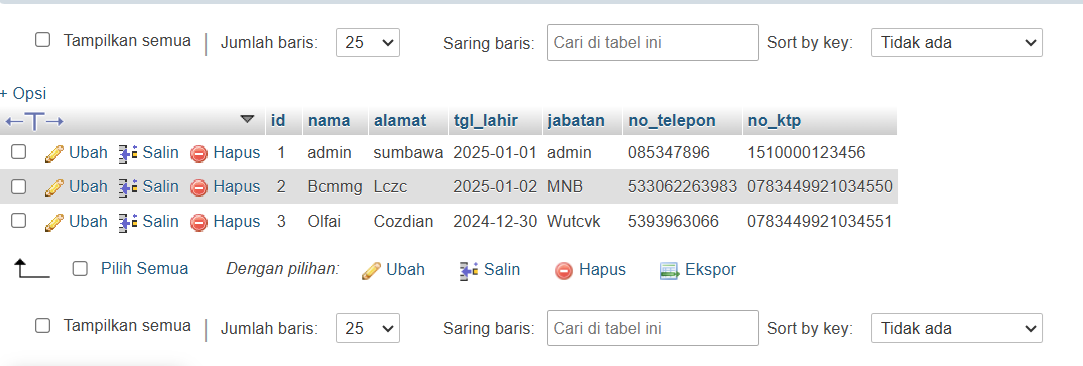 Tampilkan semua | Jumlah baris: 25 Saring baris: Cari di tabel ini Sort by key: Tidak ada
+ Opsi
←T→ id nama alamat tgl_lahir jabatan no_telepon no_ktp
Ubah Salin Hapus 1 admin sumbawa 2025-01-01 admin 085347896 1510000123456
Ubah Salin Hapus 2 Bcmmg Lczc 2025-01-02 MNB 533062263983 0783449921034550
Ubah Salin Hapus 3 Olfai Cozdian 2024-12-30 Wutcvk 5393963066 0783449921034551
Pilih Semua Dengan pilihan: Ubah Salin Hapus Ekspor
Tampilkan semua | Jumlah baris: 25 Saring baris: Cari di tabel ini Sort by key: Tidak ada